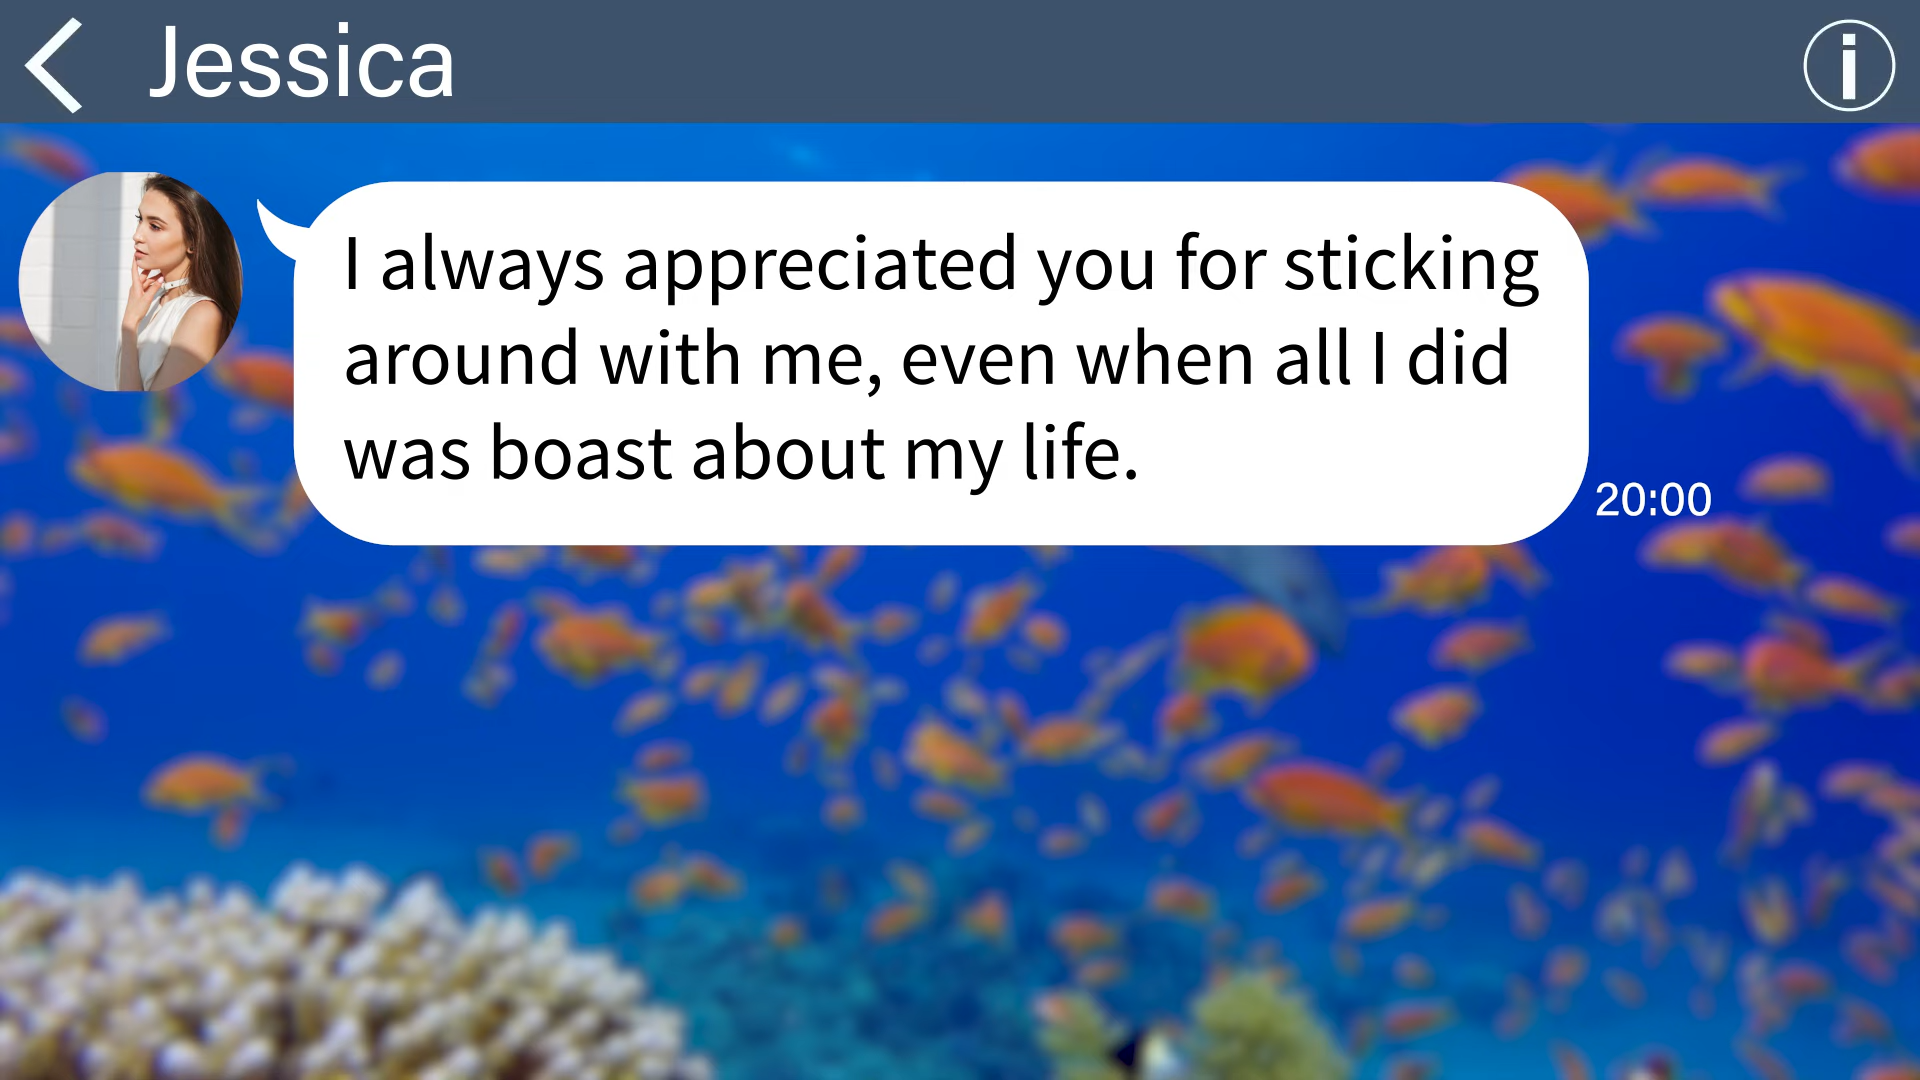 Jessica
I always appreciated you for sticking
around with me, even when all I did
was boast about my life.
20:00